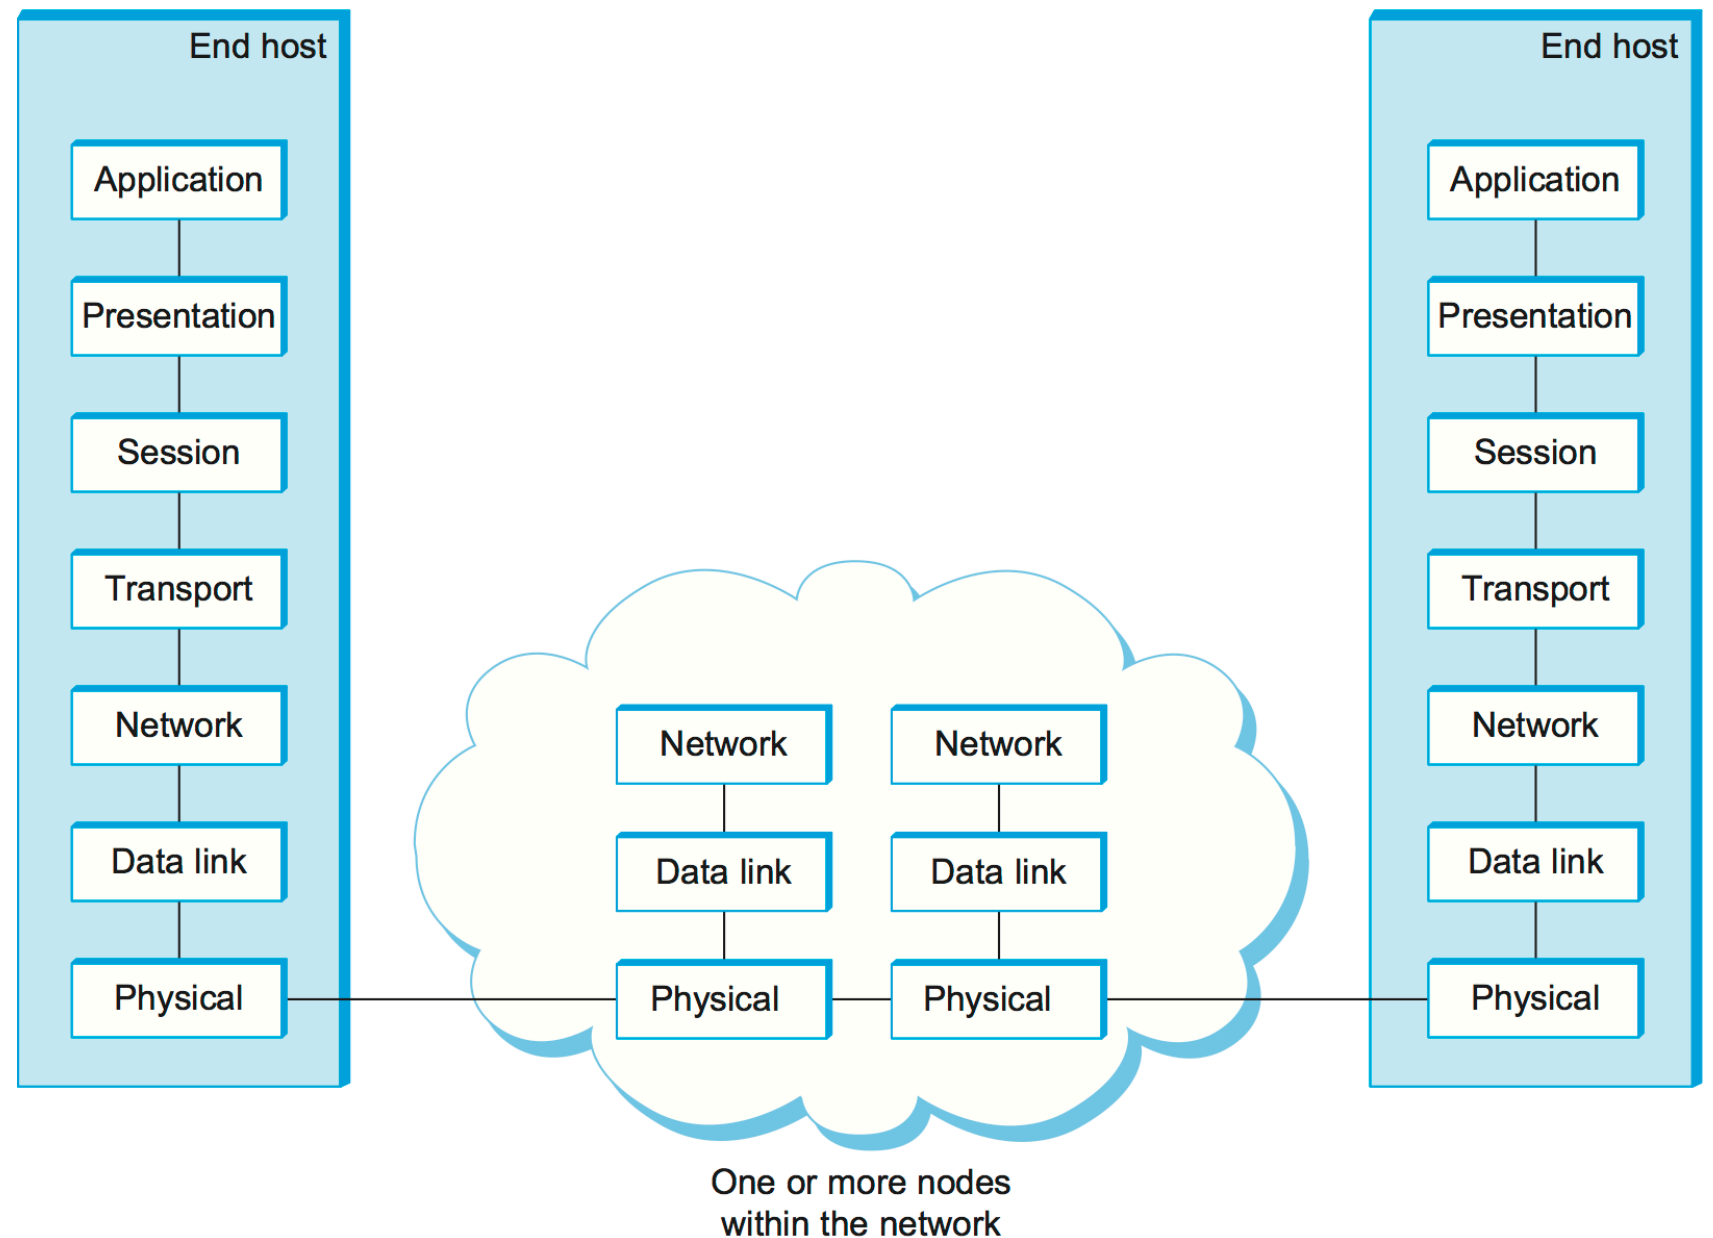 End host
Application
Presentation
Session
Transport
Network
Data link
Physical
Network
Data link
Physical
Network
Data link
Physical
One or more nodes
within the network
End host
Application
Presentation
Session
Transport
Network
Data link
Physical